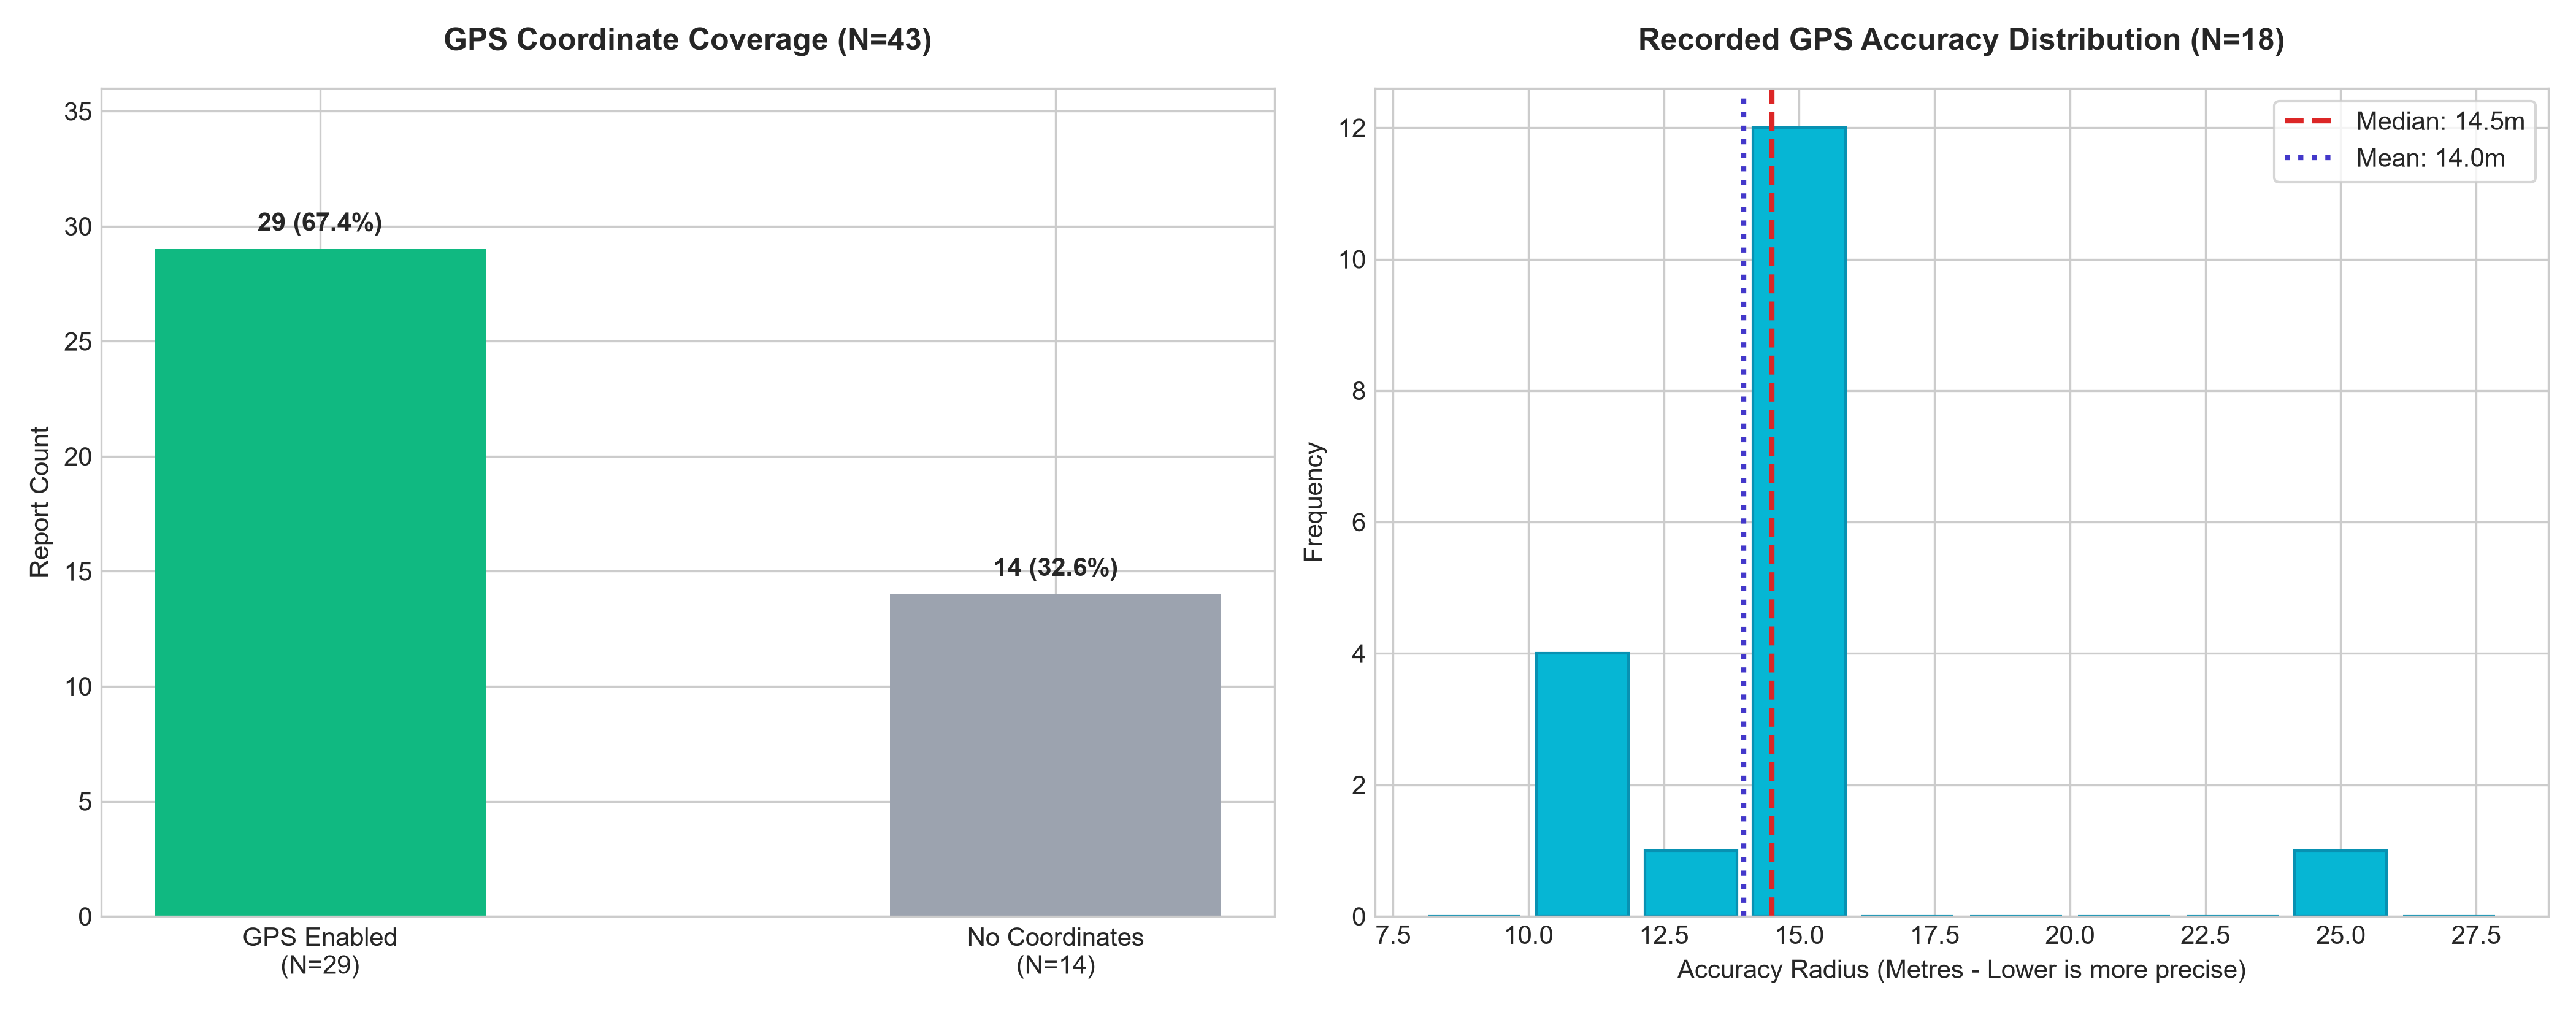 GPS Coordinate Coverage (N=43)
35
30
25
20
15
10
5
0
Report Count
29 (67.4%)
14 (32.6%)
GPS Enabled
(N=29)
No Coordinates
(N=14)
Recorded GPS Accuracy Distribution (N=18)
12
10
8
6
4
2
0
Frequency
Median: 14.5m
Mean: 14.0m
7.5 10.0 12.5 15.0 17.5 20.0 22.5 25.0 27.5
Accuracy Radius (Metres - Lower is more precise)